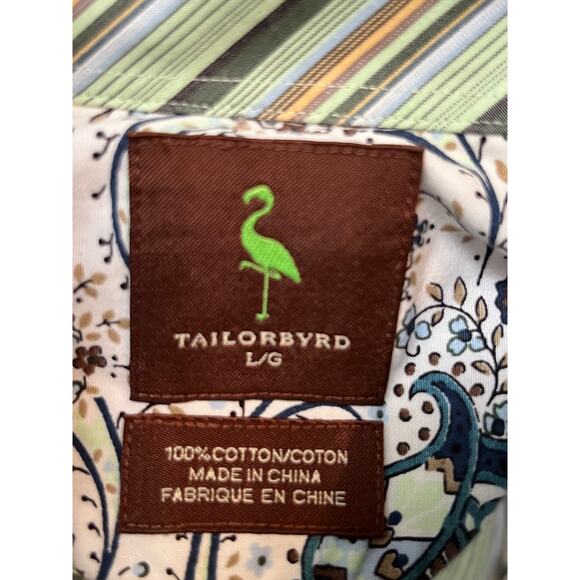 TAILORBYRD
L/G
100%COTTON/COTON
MADE IN CHINA
FABRIQUE EN CHINE